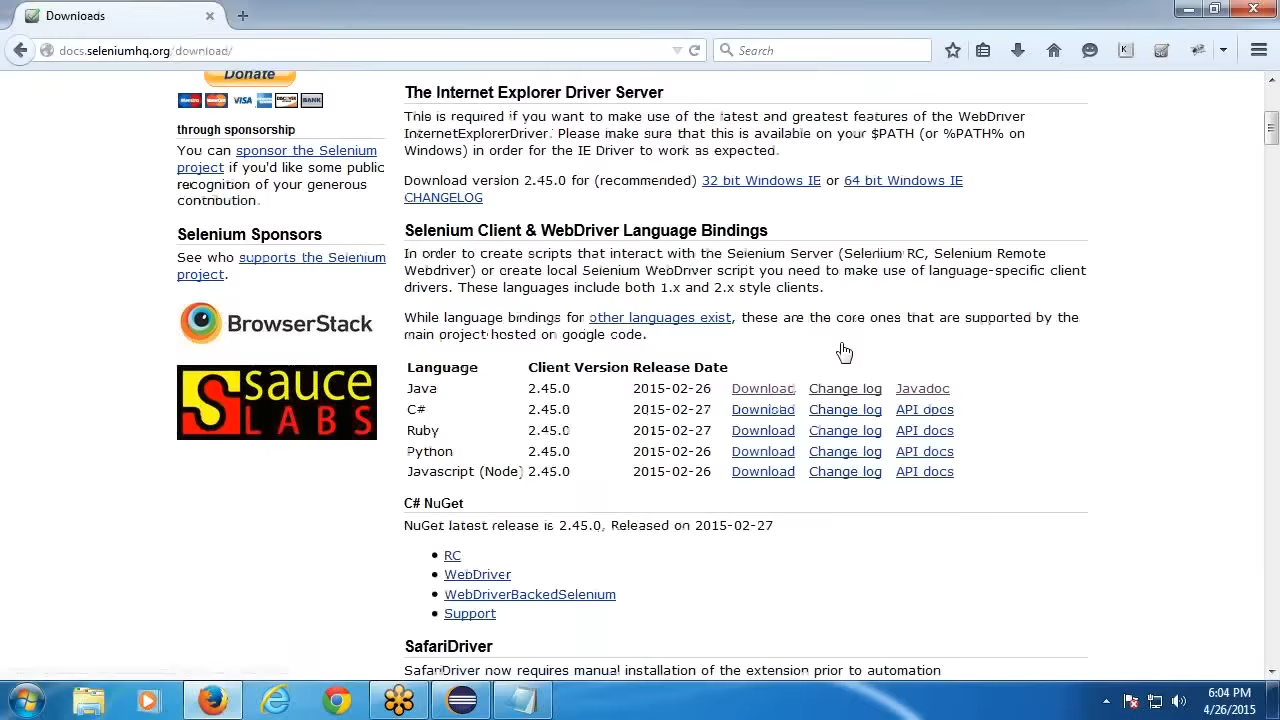 Downloads
docs.seleniumhq.org/download/
Search
Donate
VISA
BANK
through sponsorship
You can sponsor the Selenium
project if you'd like some public
recognition of your generous
contribution.
Selenium Sponsors
See who supports the Selenium
project.
BrowserStack
sauce
LABS
The Internet Explorer Driver Server
This is required if you want to make use of the latest and greatest features of the WebDriver
InternetExplorerDriver. Please make sure that this is available on your $PATH (or %PATH% on
Windows) in order for the IE Driver to work as expected.
Download version 2.45.0 for (recommended) 32 bit Windows IE or 64 bit Windows IE
CHANGELOG
Selenium Client & WebDriver Language Bindings
In order to create scripts that interact with the Selenium Server (Selenium RC, Selenium Remote
Webdriver) or create local Selenium WebDriver script you need to make use of language-specific client
drivers. These languages include both 1.x and 2.x style clients.
While language bindings for other languages exist, these are the core ones that are supported by the
main project hosted on google code.
Language Client Version Release Date
Java 2.45.0 2015-02-26 Download Change log Javadoc
C# 2.45.0 2015-02-27 Download Change log API docs
Ruby 2.45.0 2015-02-27 Download Change log API docs
Python 2.45.0 2015-02-26 Download Change log API docs
Javascript (Node) 2.45.0 2015-02-26 Download Change log API docs
C# NuGet
NuGet latest release is 2.45.0, Released on 2015-02-27
RC
WebDriver
WebDriverBackedSelenium
Support
SafariDriver
SafariDriver now requires manual installation of the extension prior to automation
6:04 PM
4/26/2015